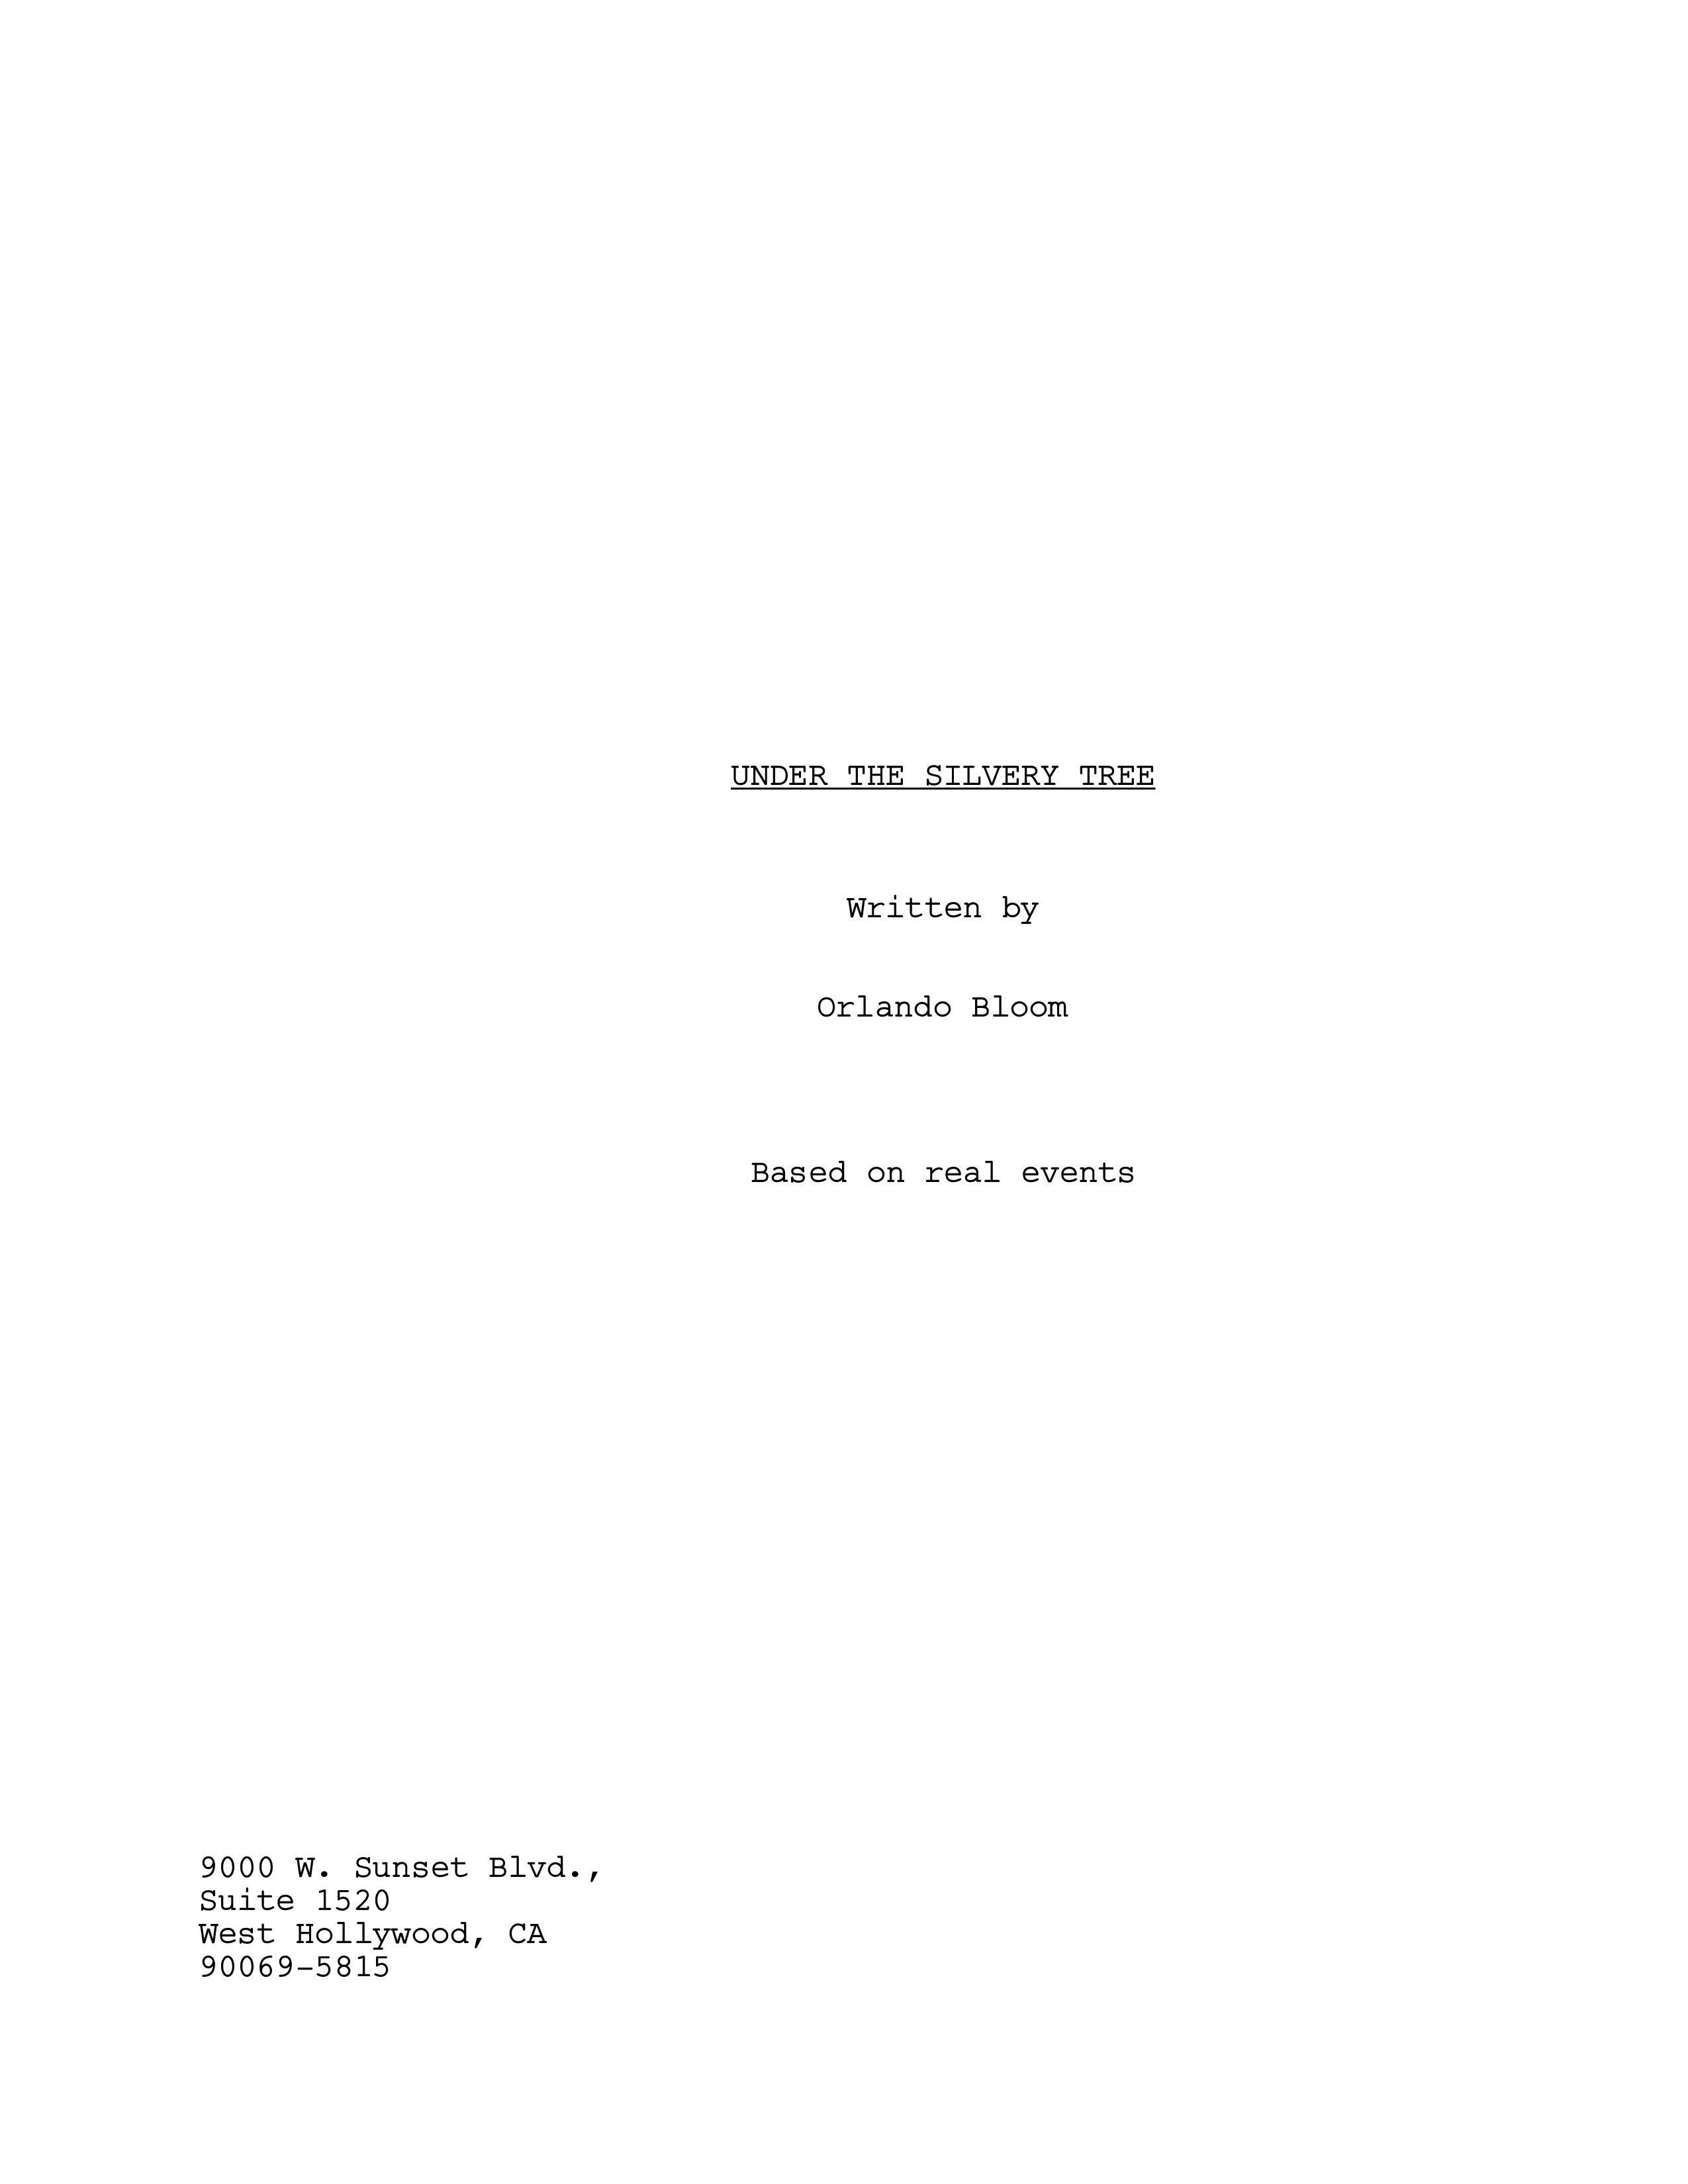 UNDER THE SILVERY TREE
Written by
Orlando Bloom
Based on real events
9000 W. Sunset Blvd.,
Suite 1520
West Hollywood, CA
90069-5815